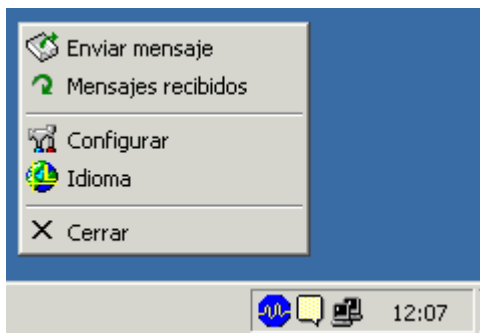 Enviar mensaje
Mensajes recibidos
Configurar
Idioma
Cerrar
12:07